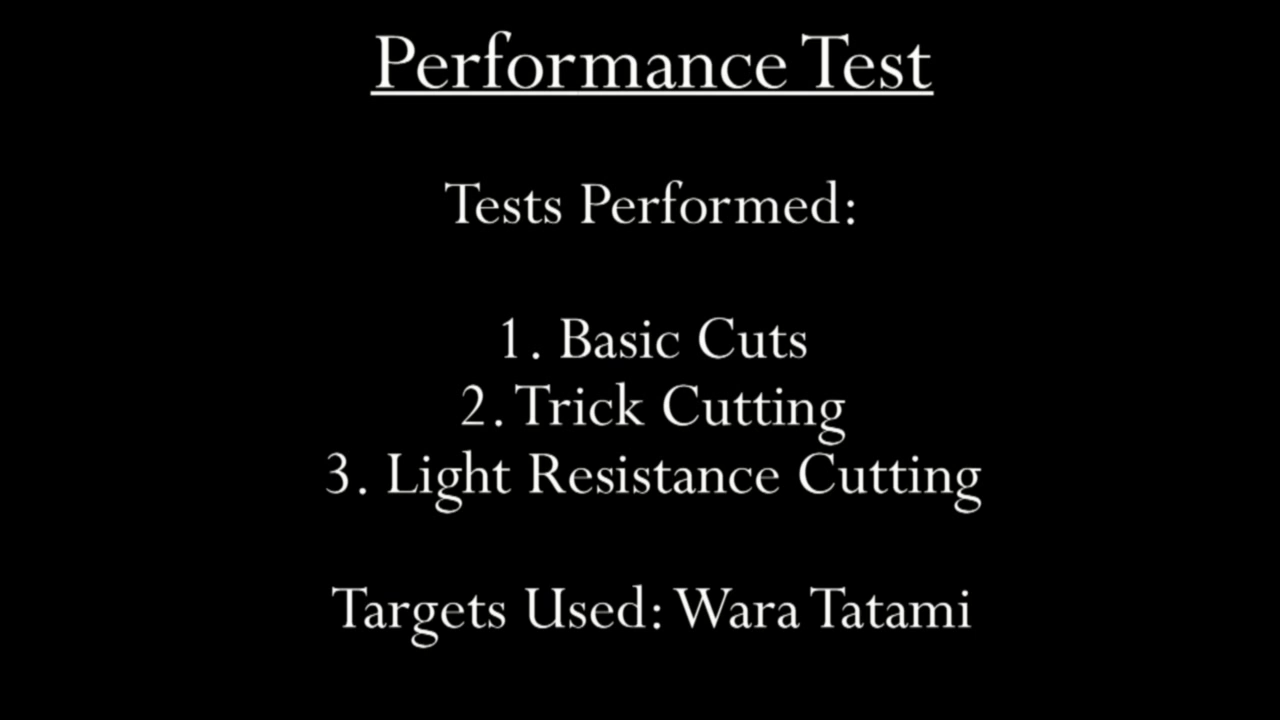 Performance Test
Tests Performed:
1. Basic Cuts
2. Trick Cutting
3. Light Resistance Cutting
Targets Used: Wara Tatami